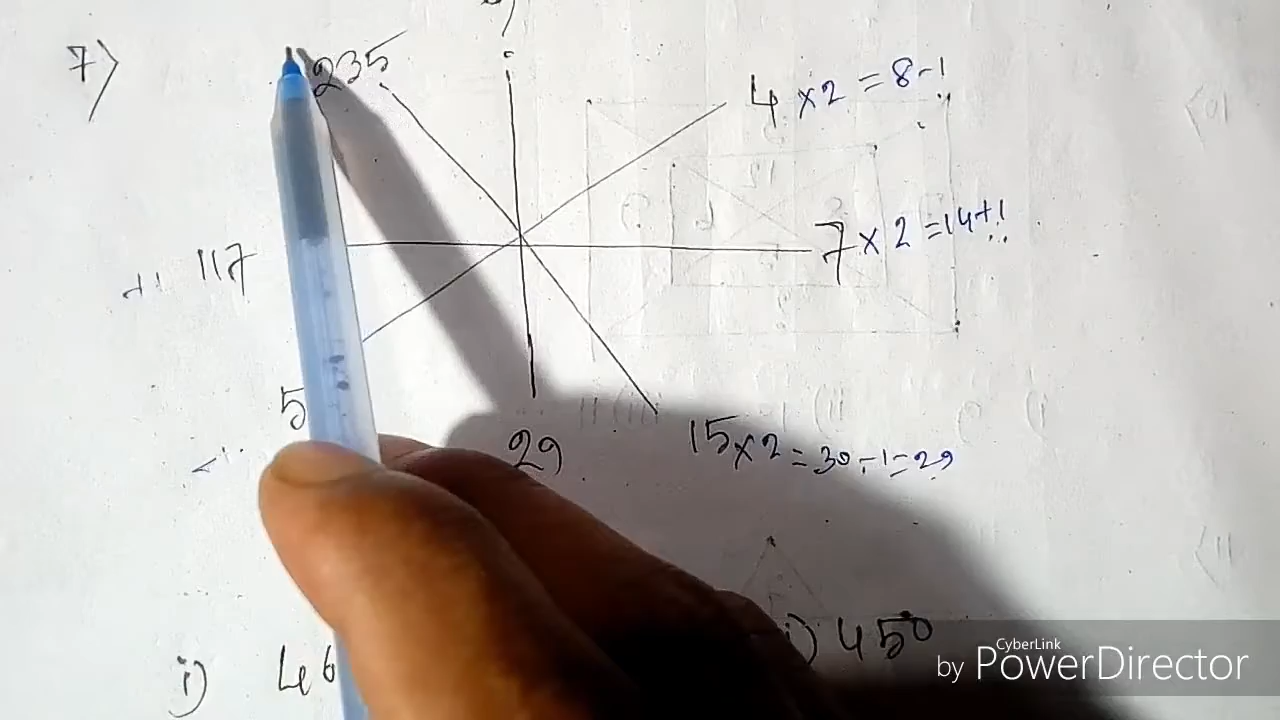 7)
235
4 ×2 = 8-1
7 × 2 = 14+1
117
5
29
15×2 = 30-1=29
i) 46
i) 450
CyberLink
by PowerDirector